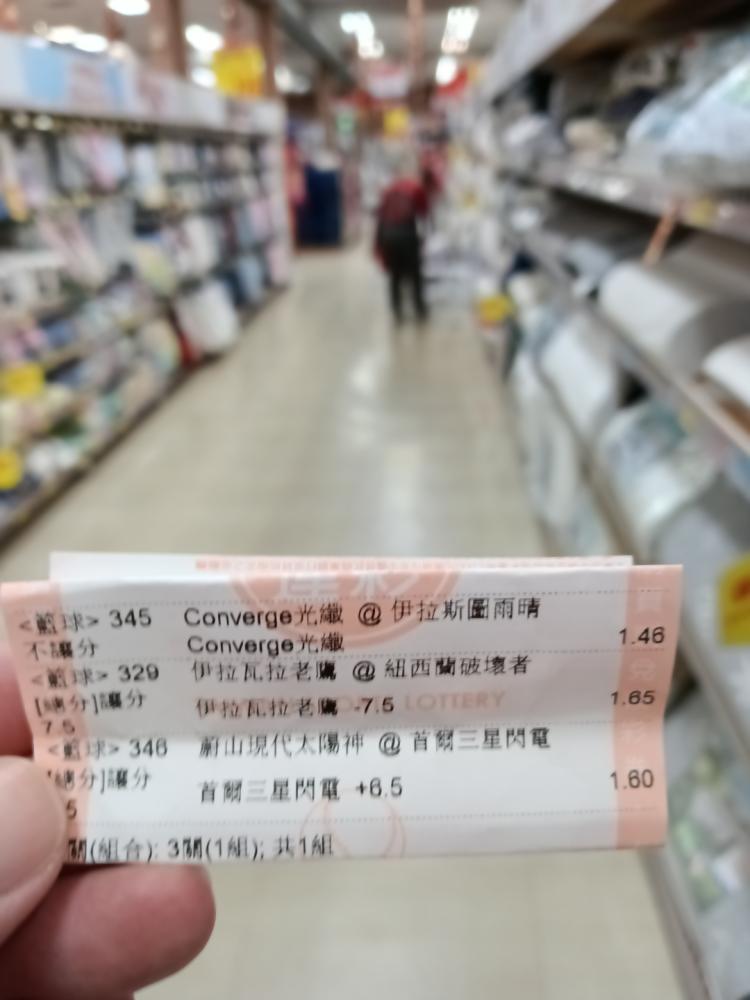 運彩
<籃球> 345 Converge光纖 @ 伊拉斯圖雨晴
不讓分 Converge光纖 1.46
<籃球> 329 伊拉瓦拉老鷹 @ 紐西蘭破壞者
[總分]讓分 伊拉瓦拉老鷹 -7.5 1.65
7.5
LOTTERY
<籃球> 346 蔚山現代太陽神 @ 首爾三星閃電
[總分]讓分 首爾三星閃電 +6.5 1.60
5
關(組合): 3關(1組); 共1組